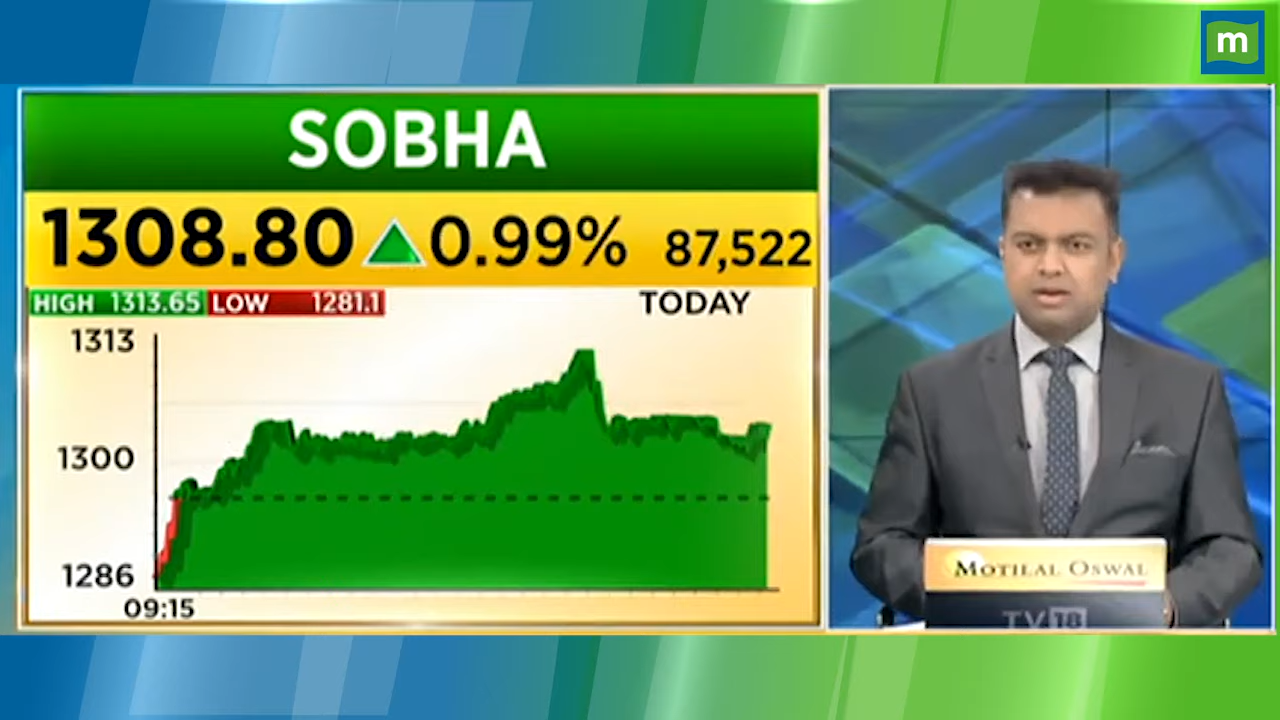 m
SOBHA
1308.80 ▲ 0.99% 87,522
HIGH 1313.65 LOW 1281.1 TODAY
1313
1300
1286
09:15
MOTILAL OSWAL
TV18